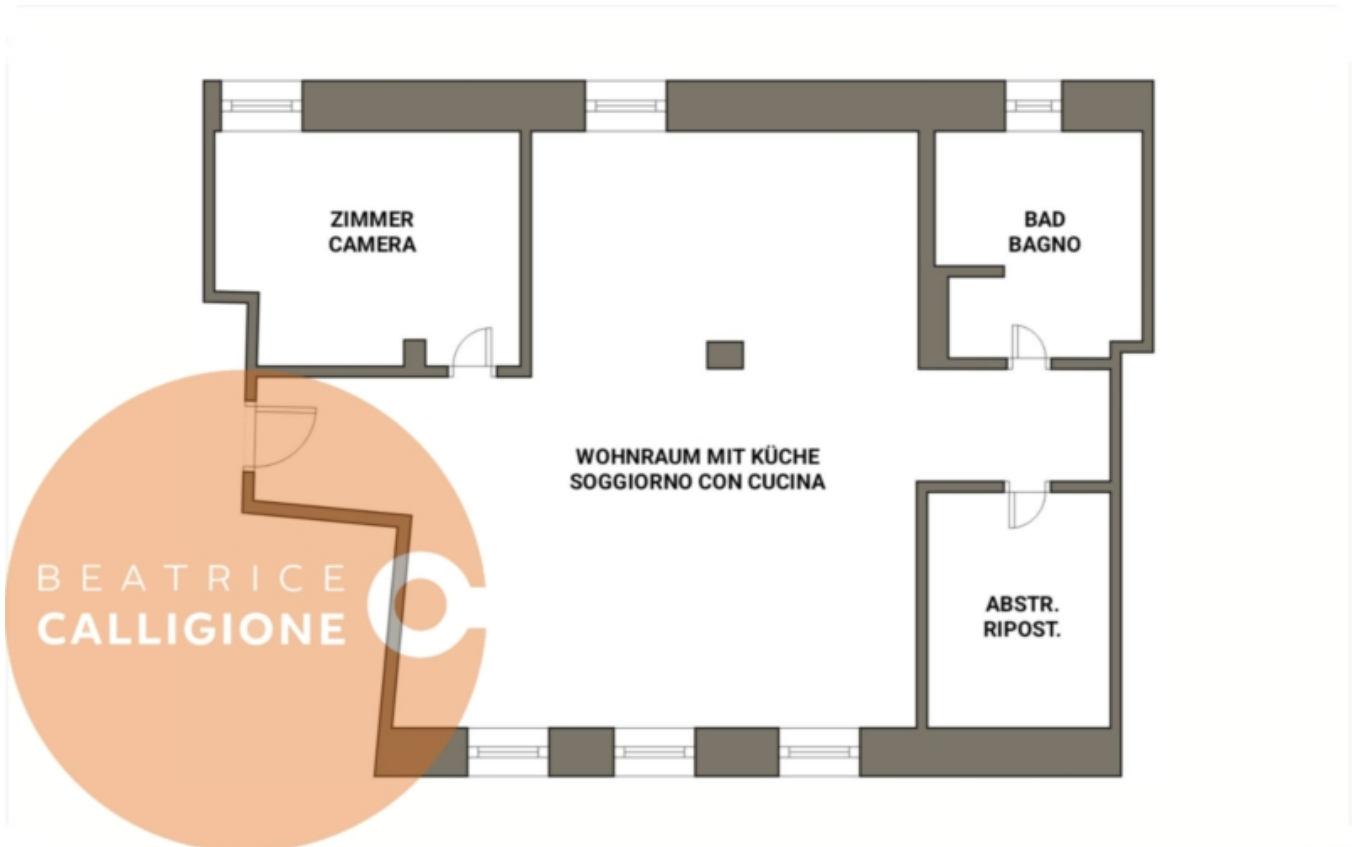 ZIMMER
CAMERA
BAD
BAGNO
WOHNRAUM MIT KÜCHE
SOGGIORNO CON CUCINA
BEATRICE
CALLIGIONE
ABSTR.
RIPOST.